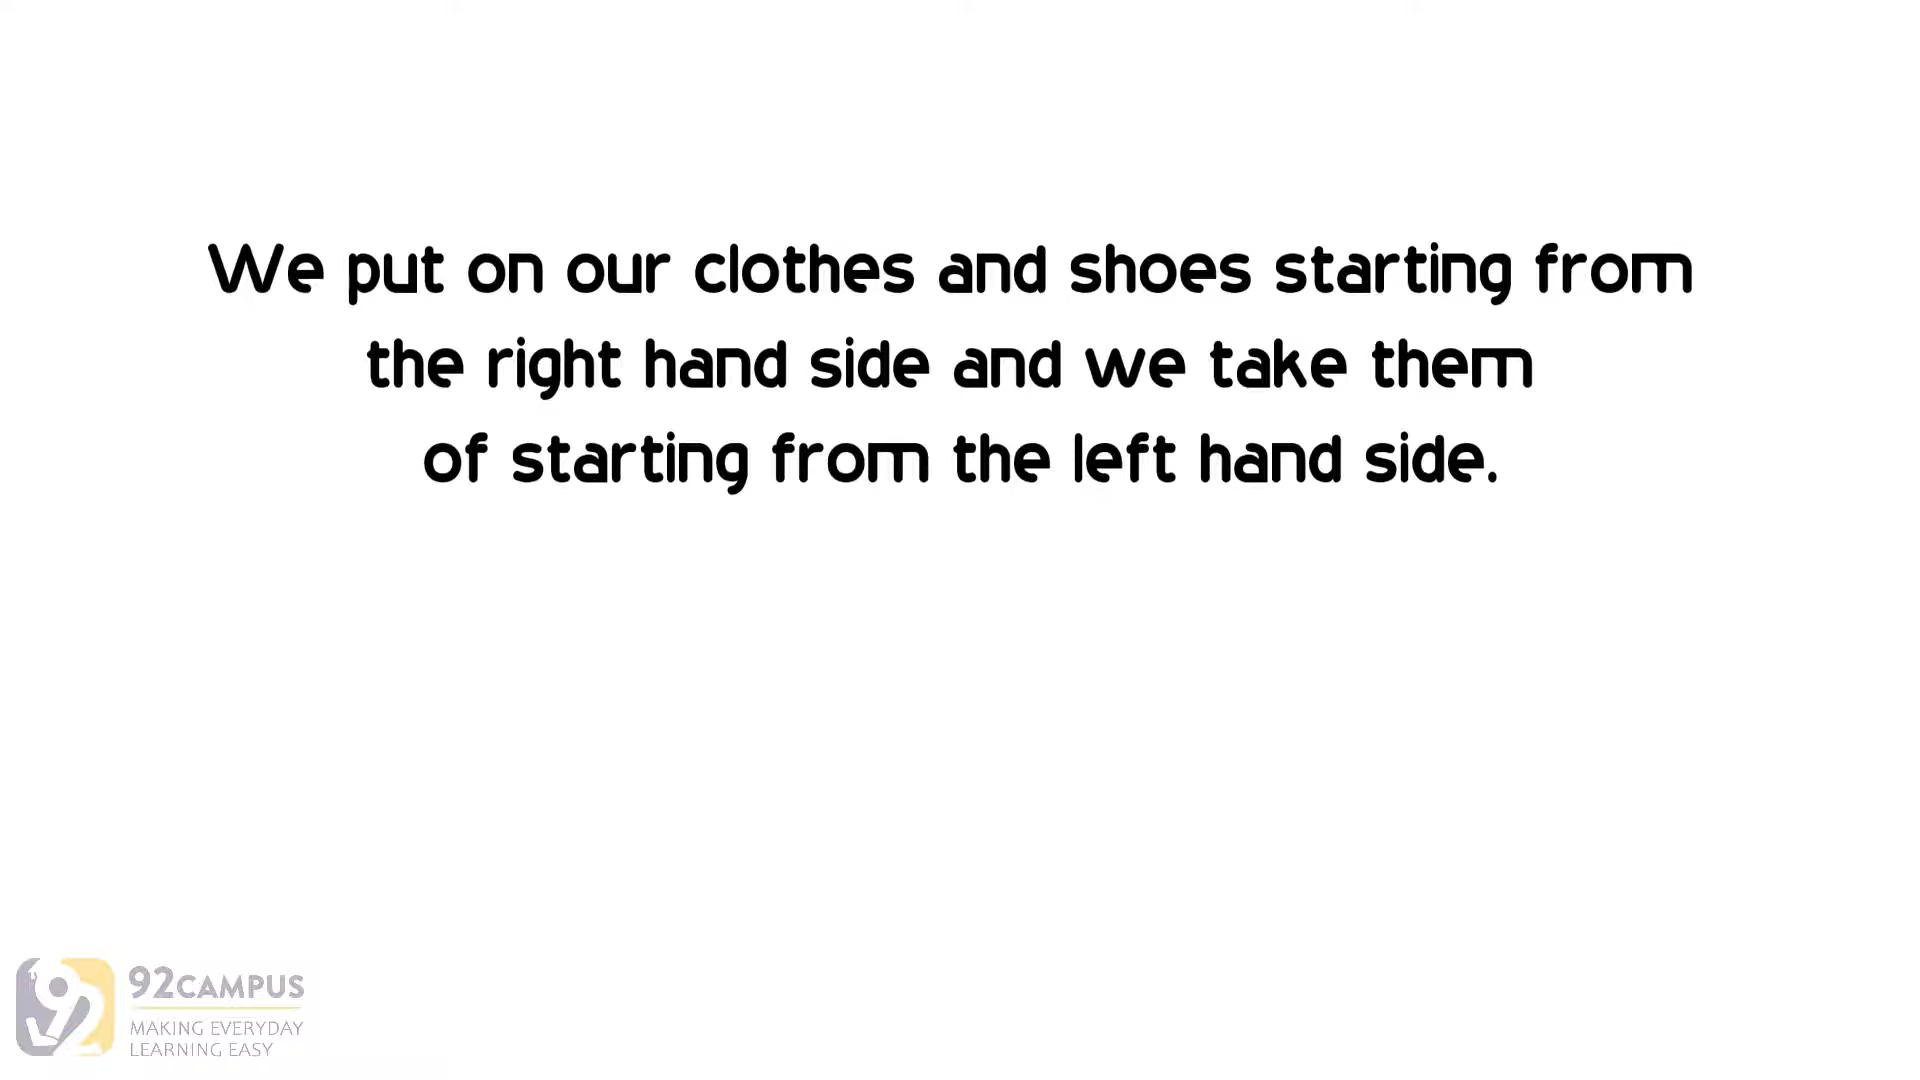 We put on our clothes and shoes starting from
the right hand side and we take them
of starting from the left hand side.
92CAMPUS
MAKING EVERYDAY
LEARNING EASY